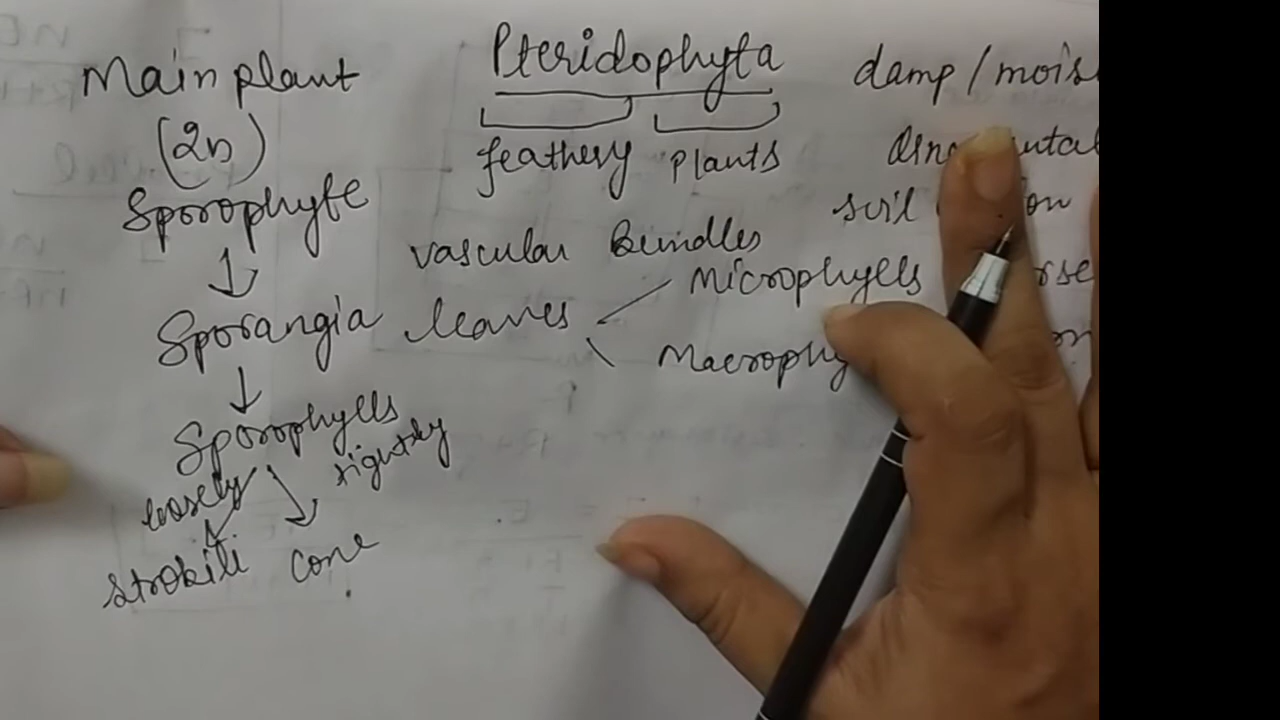 Main plant
(2n)
Sporophyte
Sporangia
Sporophylls
loosely
tightly
strobili cone
Pteridophyta
feathery plants
vascular Bundles
leaves
Microphylls
damp / mois
soil